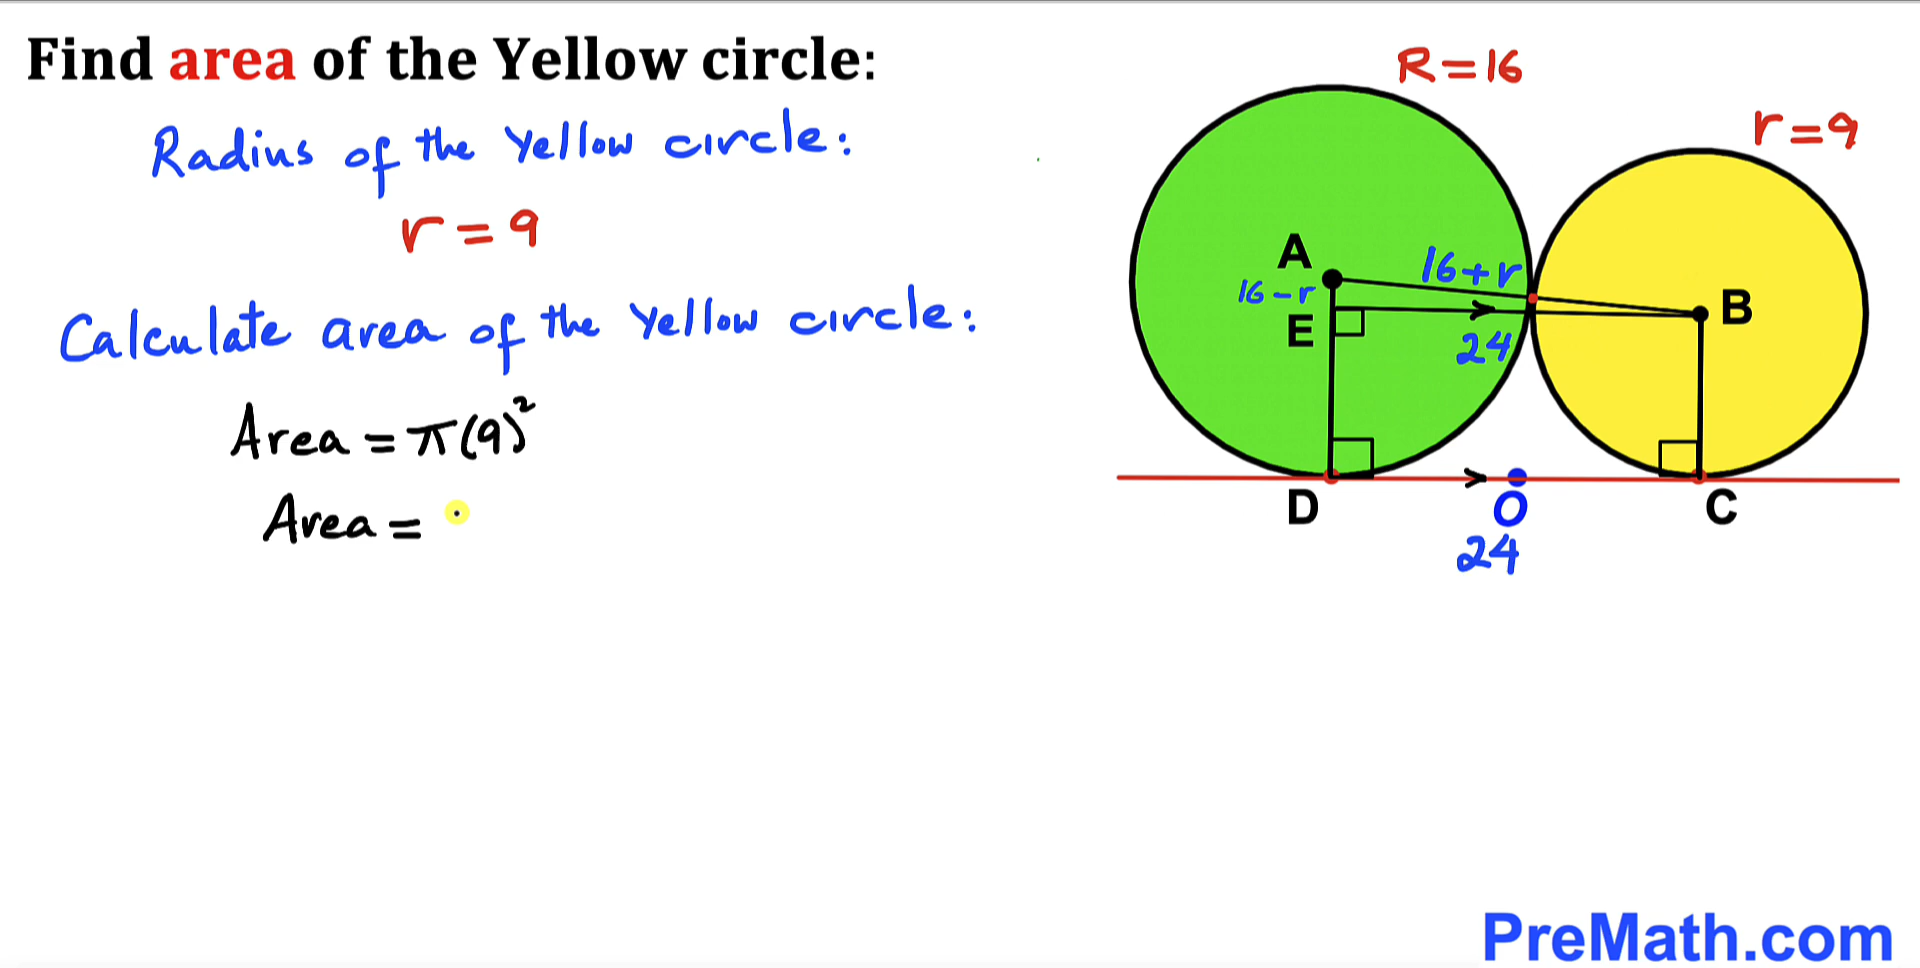 Find area of the Yellow circle:
Radius of the Yellow circle:
r = 9
Calculate area of the Yellow circle:
Area = π(9)²
Area =
R = 16
r = 9
A
16 + r
16 - r
B
E
24
D
O
C
24
PreMath.com